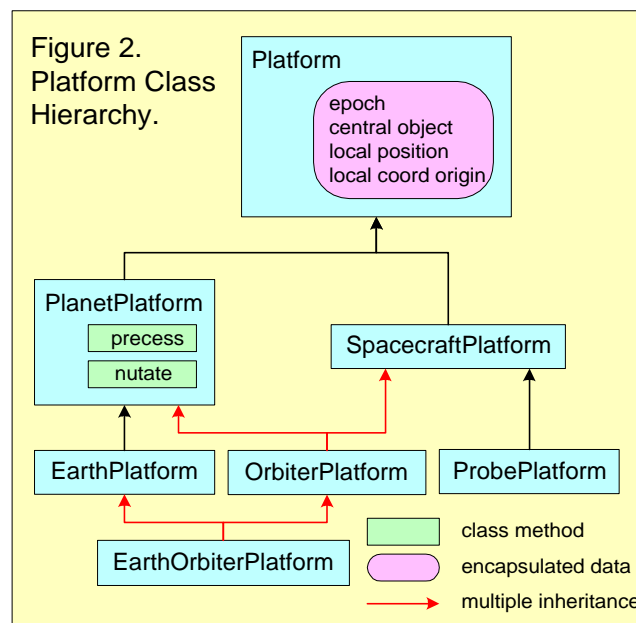 Figure 2.
Platform Class
Hierarchy.
Platform
epoch
central object
local position
local coord origin
PlanetPlatform
precess
nutate
SpacecraftPlatform
EarthPlatform
OrbiterPlatform
ProbePlatform
EarthOrbiterPlatform
class method
encapsulated data
multiple inheritance